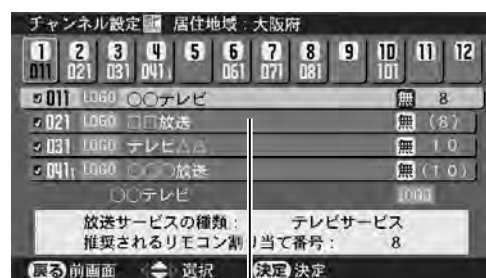 チャンネル設定 居住地域:大阪府
1 2 3 4 5 6 7 8 9 10 11 12
011 021 031 0411 061 071 081 101
011 LOGO ○○テレビ 無 8
021 LOGO □□放送 無 (8)
031 LOGO テレビ△△ 無 10
0411 LOGO ○○○放送 無 (10)
○○テレビ LOGO
放送サービスの種類: テレビサービス
推奨されるリモコン割り当て番号: 8
戻る 前画面 選択 決定 決定